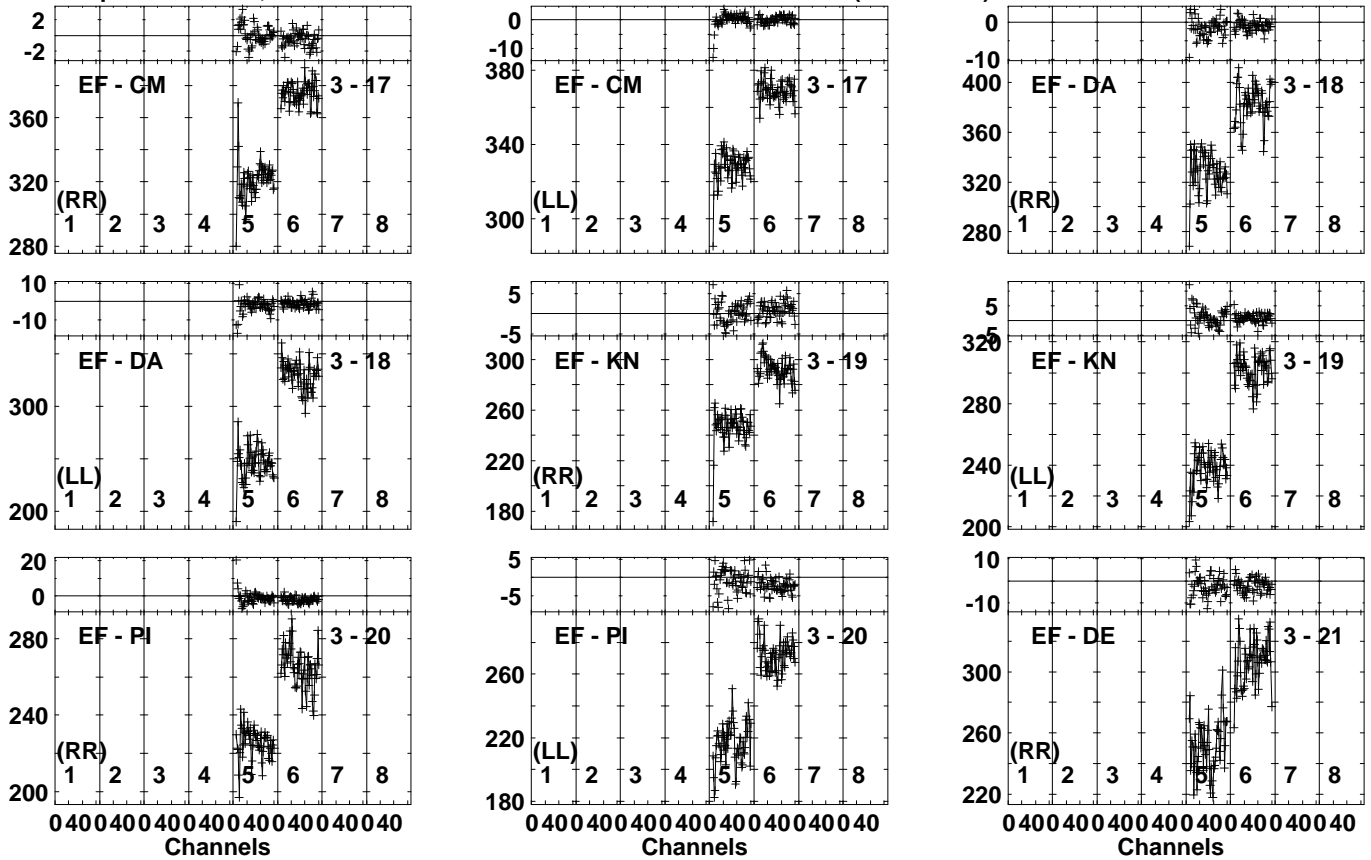 2 0 0
-2 -10 -10
EF - CM 3 - 17 380 EF - CM 3 - 17 400 EF - DA 3 - 18
360 360 360
320 340 320
(RR) 300 (LL) (RR) 280
1 2 3 4 5 6 7 8 1 2 3 4 5 6 7 8 1 2 3 4 5 6 7 8
280
10 5 5
-10 -5 5
EF - DA 3 - 18 300 EF - KN 3 - 19 320 EF - KN 3 - 19
300 260 280
220 240
(LL) (RR) (LL)
1 2 3 4 5 6 7 8 1 2 3 4 5 6 7 8 1 2 3 4 5 6 7 8
200 180 200
20 5 10
0 -5 -10
280 EF - PI 3 - 20 EF - PI 3 - 20 EF - DE 3 - 21
260 300
240 220 260
(RR) (LL) (RR)
1 2 3 4 5 6 7 8 1 2 3 4 5 6 7 8 1 2 3 4 5 6 7 8
200 180 220
0 40 0 40 0 40 0 40 0 40 0 40 0 40 0 40 0 40 0 40 0 40 0 40 0 40 0 40 0 40 0 40 0 40 0 40 0 40 0 40 0 40 0 40 0 40 0 40
Channels Channels Channels